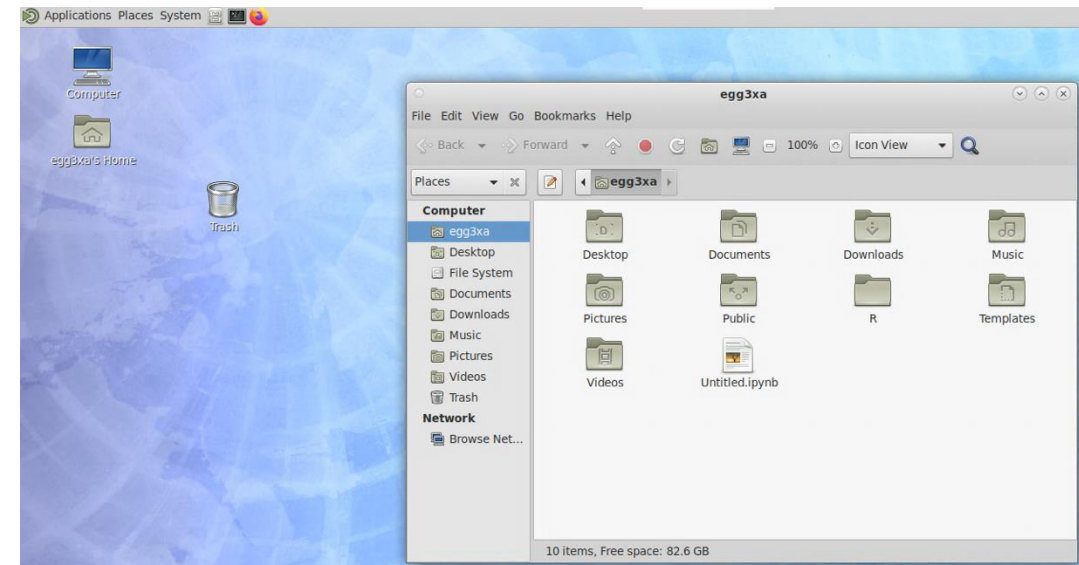 Applications Places System
Computer
egg3xa's Home
Trash
egg3xa
File Edit View Go Bookmarks Help
Back Forward 100% Icon View
Places egg3xa
Computer
egg3xa
Desktop
File System
Documents
Downloads
Music
Pictures
Videos
Trash
Network
Browse Net...
Desktop Documents Downloads Music
Pictures Public R Templates
Videos Untitled.ipynb
10 items, Free space: 82.6 GB